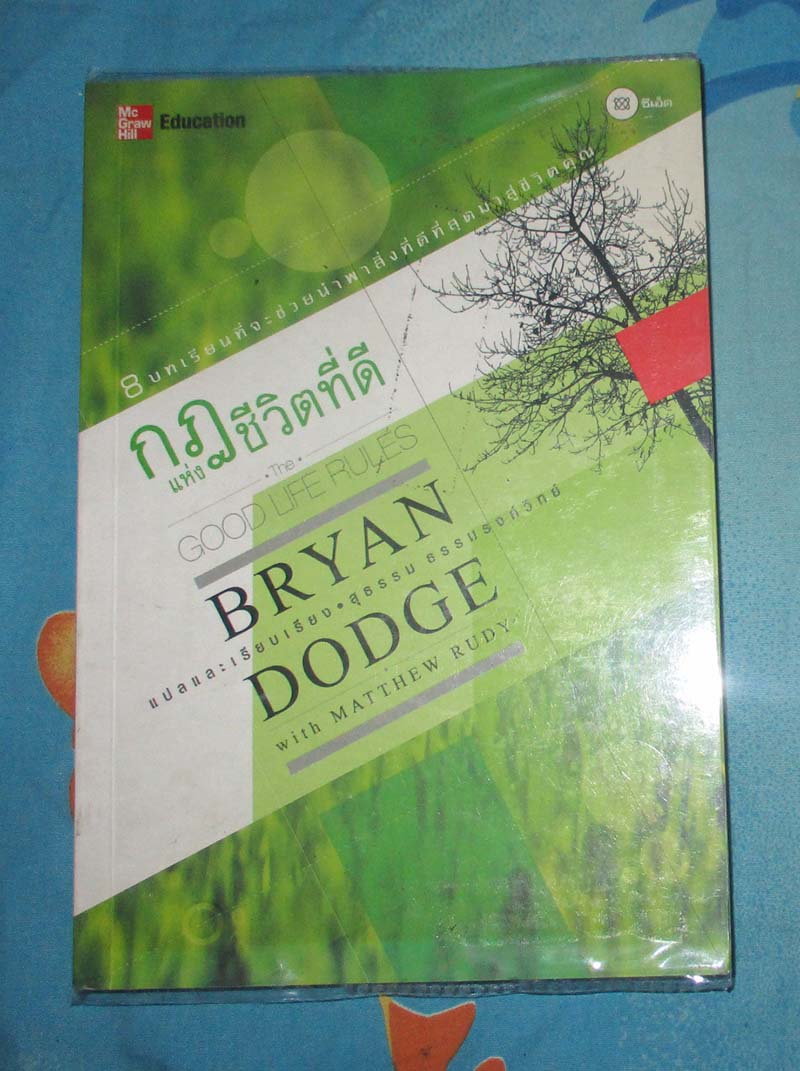 Mc
Graw
Hill
Education
ซีเอ็ด
8 บทเรียนที่จะช่วยนำพาสิ่งที่ดีที่สุดมาสู่ชีวิตคุณ
กฎ
แห่ง
ชีวิตที่ดี
•The•
GOOD LIFE RULES
BRYAN
แปลและเรียบเรียง • สุธรรม ธรรมรงค์วิทย์
DODGE
with MATTHEW RUDY